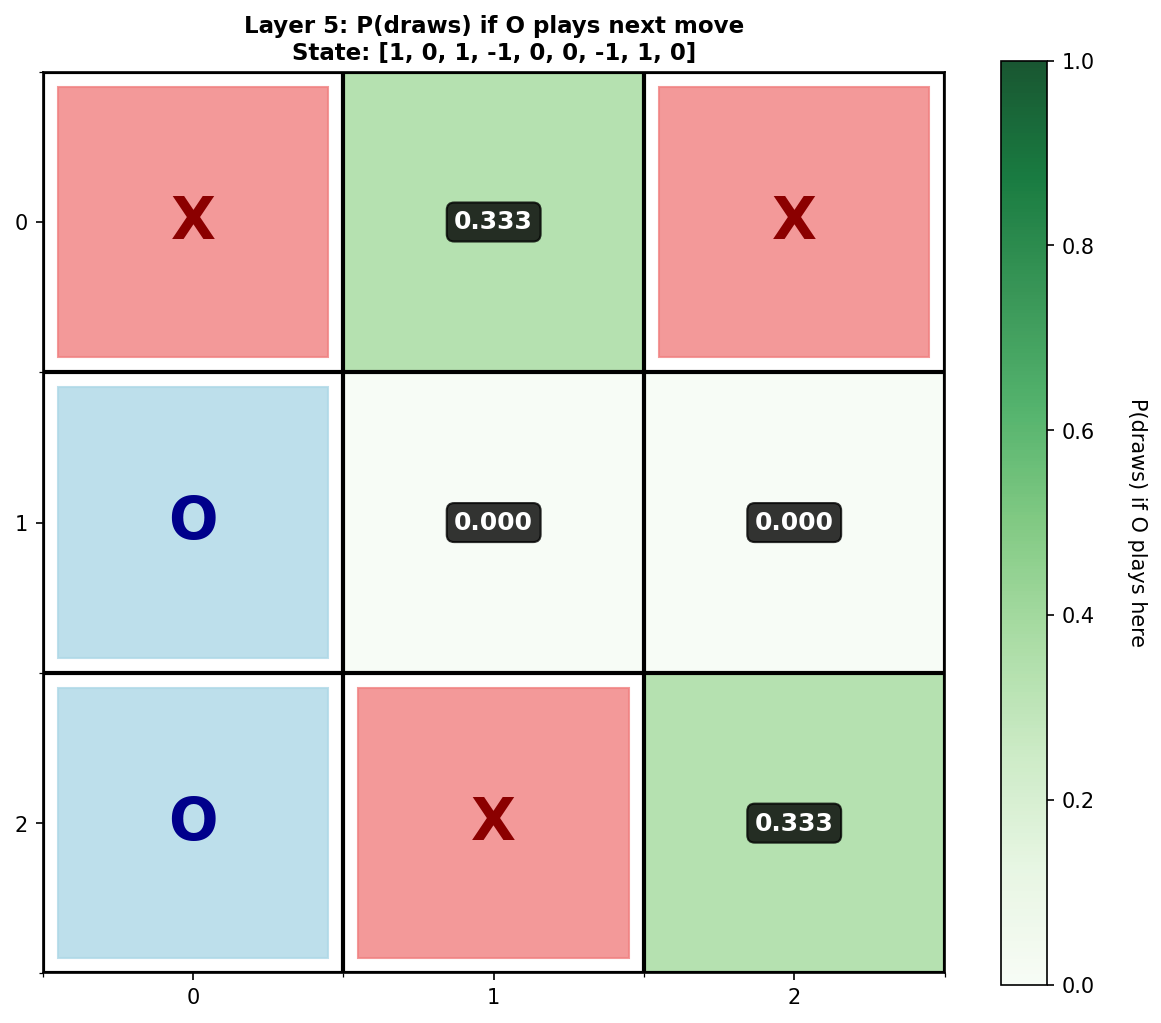 Layer 5: P(draws) if O plays next move
State: [1, 0, 1, -1, 0, 0, -1, 1, 0]
X
0.333
X
O
0.000
0.000
O
X
0.333
0
1
2
0
1
2
1.0
0.8
0.6
0.4
0.2
0.0
P(draws) if O plays here